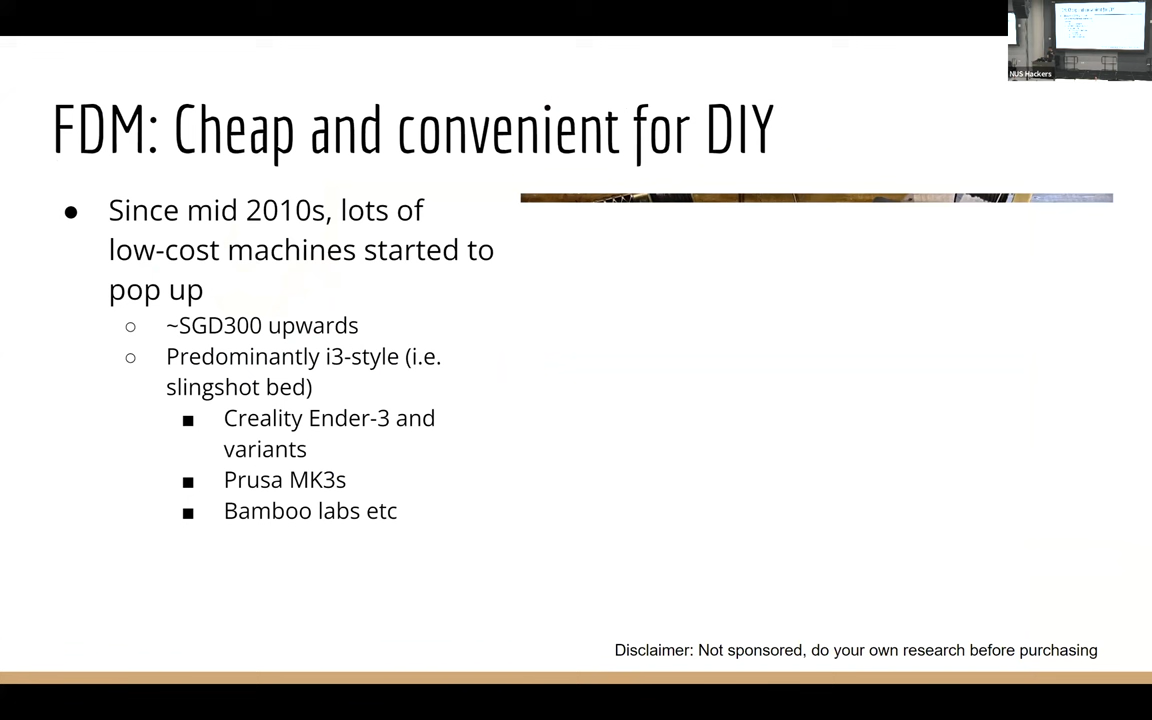 NUS Hackers
FDM: Cheap and convenient for DIY
● Since mid 2010s, lots of
low-cost machines started to
pop up
○ ~SGD300 upwards
○ Predominantly i3-style (i.e.
slingshot bed)
■ Creality Ender-3 and
variants
■ Prusa MK3s
■ Bamboo labs etc
Disclaimer: Not sponsored, do your own research before purchasing